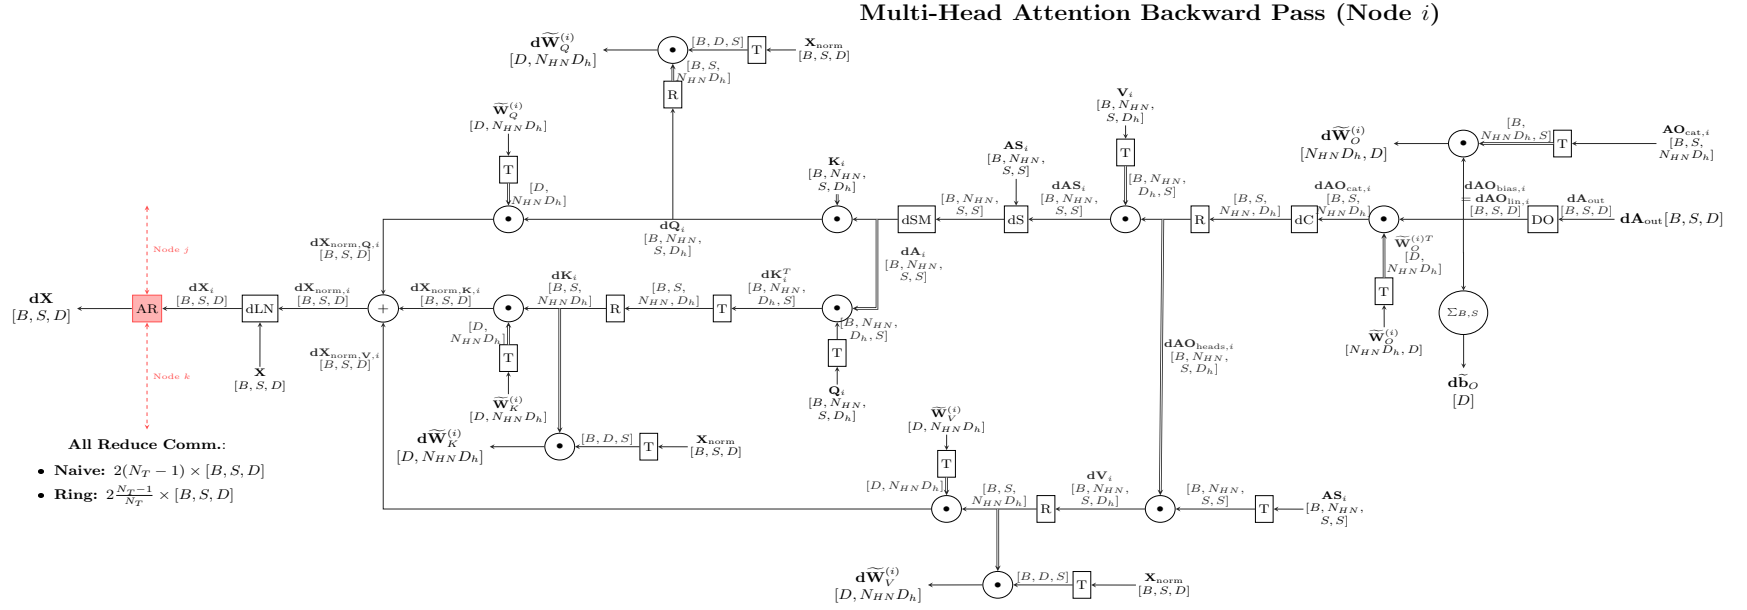 Multi-Head Attention Backward Pass (Node i)
dW̃_Q^(i)
[D, N_HN D_h]
[B, D, S]
T
X_norm
[B, S, D]
[B, S,
N_HN D_h]
R
W̃_Q^(i)
[D, N_HN D_h]
T
[D,
N_HN D_h]
K_i
[B, N_HN,
S, D_h]
AS_i
[B, N_HN,
S, S]
V_i
[B, N_HN,
S, D_h]
T
[B, N_HN,
D_h, S]
dW̃_O^(i)
[N_HN D_h, D]
[B,
N_HN D_h, S]
T
AO_cat,i
[B, S,
N_HN D_h]
dQ_i
[B, N_HN,
S, D_h]
dSM
[B, N_HN,
S, S]
dS
dAS_i
[B, N_HN,
S, S]
R
[B, S,
N_HN, D_h]
dC
dAO_cat,i
[B, S,
N_HN D_h]
dAO_bias,i
= dAO_lin,i
[B, S, D]
DO
dA_out
[B, S, D]
dA_out [B, S, D]
dA_i
[B, N_HN,
S, S]
W̃_O^(i)T
[D,
N_HN D_h]
T
W̃_O^(i)
[N_HN D_h, D]
Σ_B,S
db̃_O
[D]
Node j
dX_norm,Q,i
[B, S, D]
dX
[B, S, D]
AR
dX_i
[B, S, D]
dLN
dX_norm,i
[B, S, D]
+
dX_norm,K,i
[B, S, D]
dK_i
[B, S,
N_HN D_h]
R
[B, S,
N_HN, D_h]
T
dK_i^T
[B, N_HN,
D_h, S]
[B, N_HN,
D_h, S]
T
Q_i
[B, N_HN,
S, D_h]
[D,
N_HN D_h]
T
W̃_K^(i)
[D, N_HN D_h]
X
[B, S, D]
Node k
dX_norm,V,i
[B, S, D]
dAO_heads,i
[B, N_HN,
S, D_h]
dW̃_K^(i)
[D, N_HN D_h]
[B, D, S]
T
X_norm
[B, S, D]
All Reduce Comm.:
• Naive: 2(N_T − 1) × [B, S, D]
• Ring: 2 (N_T−1)/N_T × [B, S, D]
W̃_V^(i)
[D, N_HN D_h]
T
[D, N_HN D_h]
[B, S,
N_HN D_h]
R
dV_i
[B, N_HN,
S, D_h]
[B, N_HN,
S, S]
T
AS_i
[B, N_HN,
S, S]
dW̃_V^(i)
[D, N_HN D_h]
[B, D, S]
T
X_norm
[B, S, D]